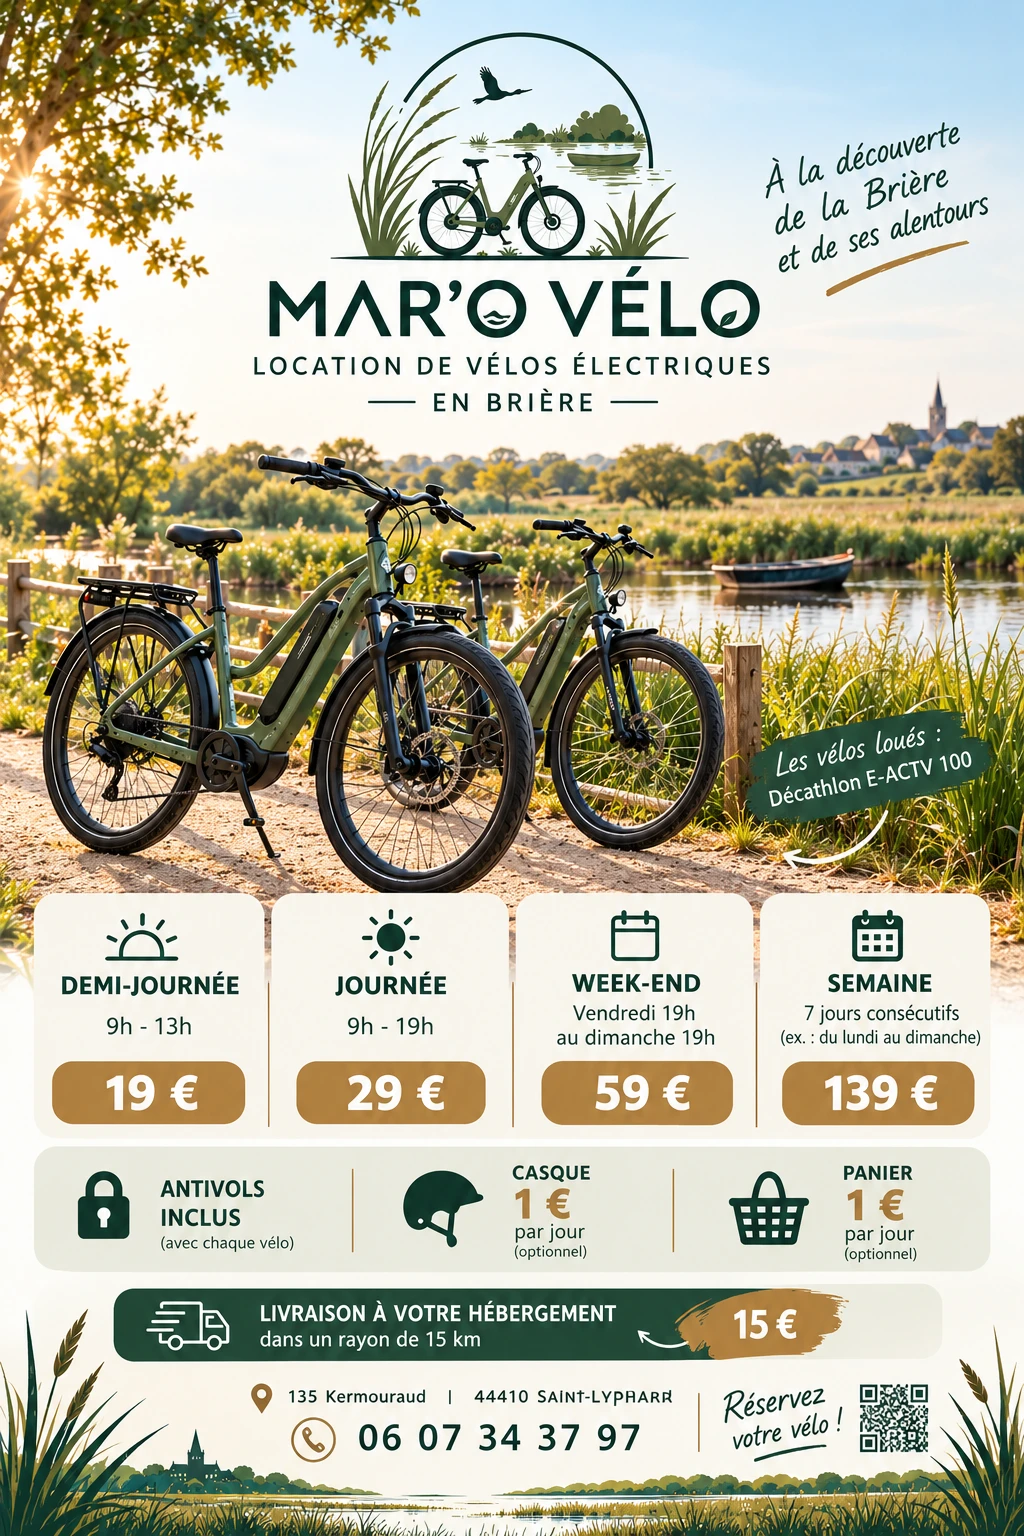 À la découverte
de la Brière
et de ses alentours
MAR'O VÉLO
LOCATION DE VÉLOS ÉLECTRIQUES
EN BRIÈRE
Les vélos loués :
Décathlon E-ACTV 100
DEMI-JOURNÉE
9h - 13h
19 €
JOURNÉE
9h - 19h
29 €
WEEK-END
Vendredi 19h
au dimanche 19h
59 €
SEMAINE
7 jours consécutifs
(ex. : du lundi au dimanche)
139 €
ANTIVOLS
INCLUS
(avec chaque vélo)
CASQUE
1 €
par jour
(optionnel)
PANIER
1 €
par jour
(optionnel)
LIVRAISON À VOTRE HÉBERGEMENT
dans un rayon de 15 km
15 €
135 Kermouraud | 44410 SAINT-LYPHARD
06 07 34 37 97
Réservez
votre vélo !